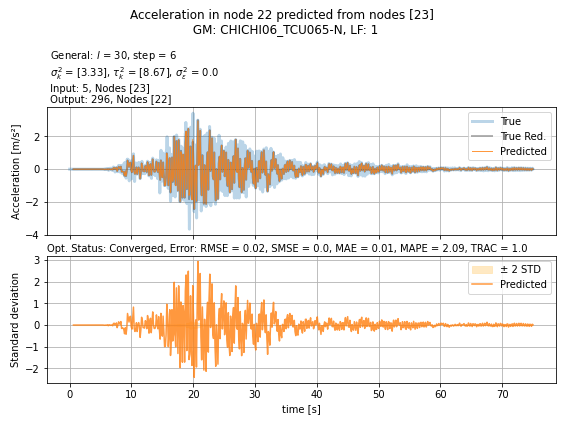 Acceleration in node 22 predicted from nodes [23]
GM: CHICHI06_TCU065-N, LF: 1
General: l = 30, step = 6
σ²ₖ = [3.33], τ²ₖ = [8.67], σ²ε = 0.0
Input: 5, Nodes [23]
Output: 296, Nodes [22]
Acceleration [m/s²]
2
0
−2
−4
True
True Red.
Predicted
Opt. Status: Converged, Error: RMSE = 0.02, SMSE = 0.0, MAE = 0.01, MAPE = 2.09, TRAC = 1.0
Standard deviation
3
2
1
0
−1
−2
± 2 STD
Predicted
0 10 20 30 40 50 60 70
time [s]